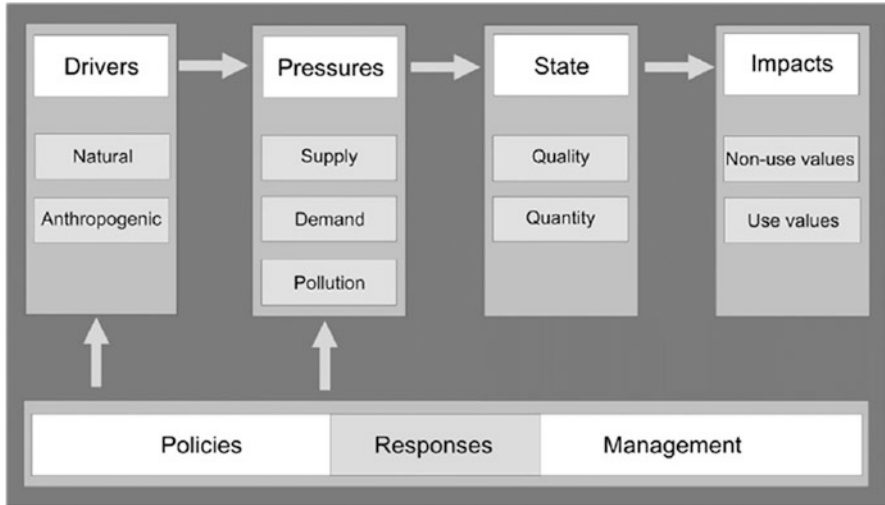 Drivers
Pressures
State
Impacts
Natural
Supply
Quality
Non-use values
Anthropogenic
Demand
Quantity
Use values
Pollution
Policies
Responses
Management